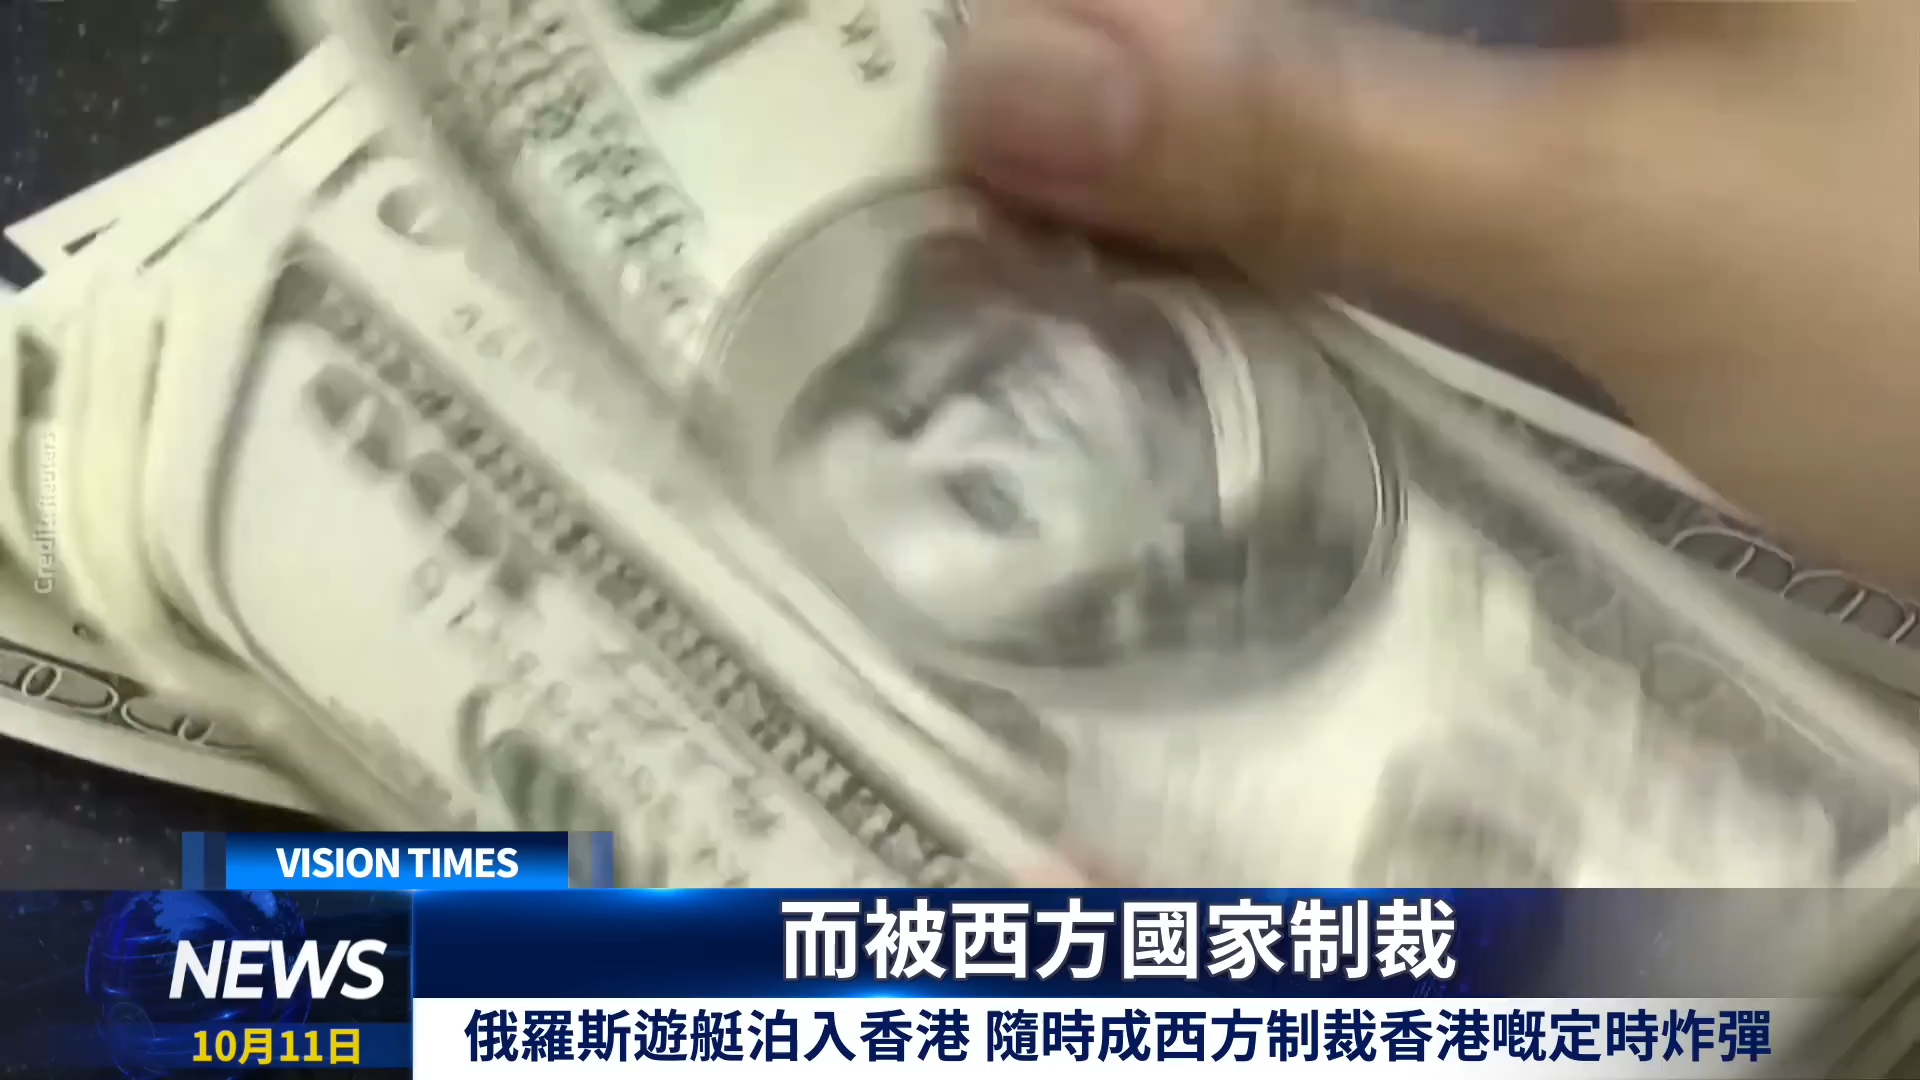 Credit:Reuters
VISION TIMES
NEWS
10月11日
而被西方國家制裁
俄羅斯遊艇泊入香港 隨時成西方制裁香港嘅定時炸彈